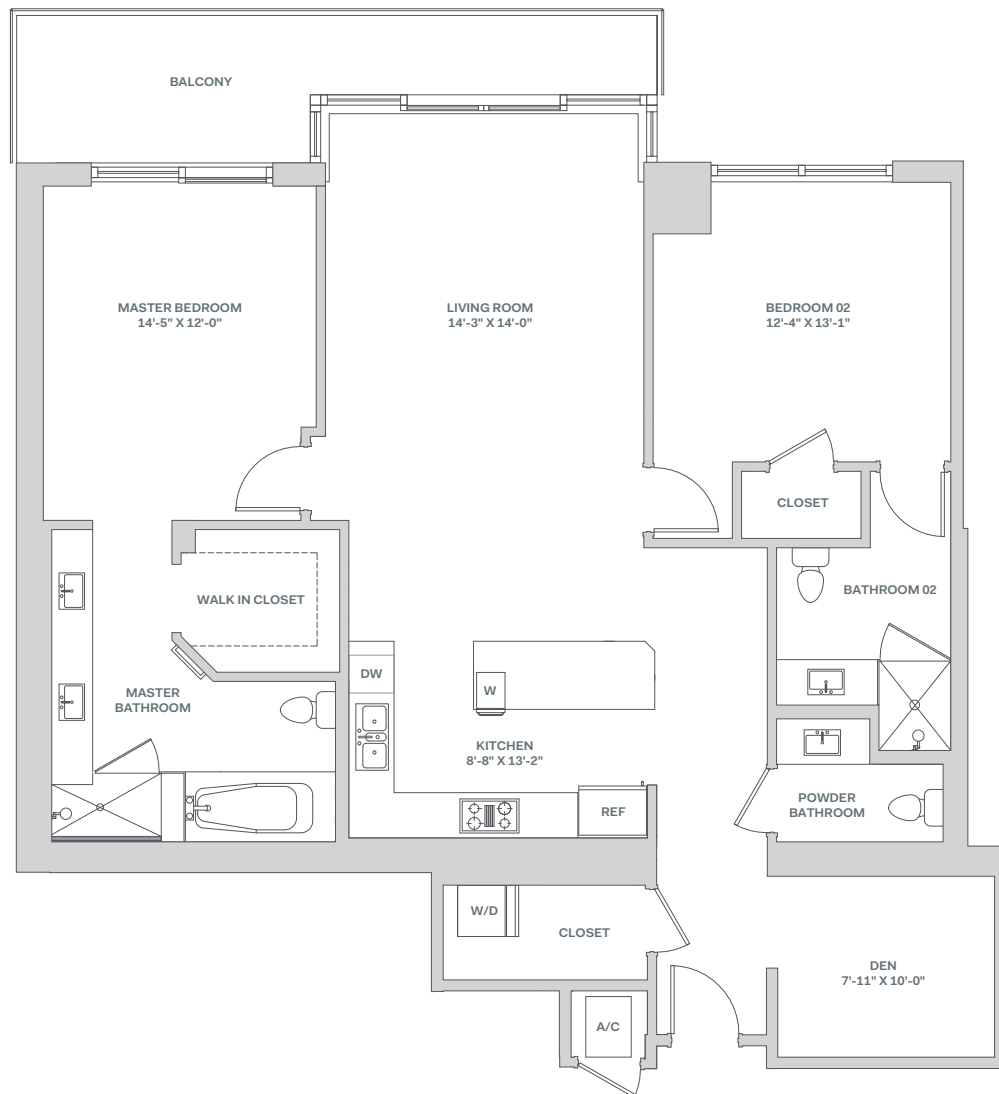 BALCONY
MASTER BEDROOM
14'-5" X 12'-0"
LIVING ROOM
14'-3" X 14'-0"
BEDROOM 02
12'-4" X 13'-1"
CLOSET
WALK IN CLOSET
BATHROOM 02
DW
W
MASTER
BATHROOM
KITCHEN
8'-8" X 13'-2"
REF
POWDER
BATHROOM
W/D
CLOSET
DEN
7'-11" X 10'-0"
A/C